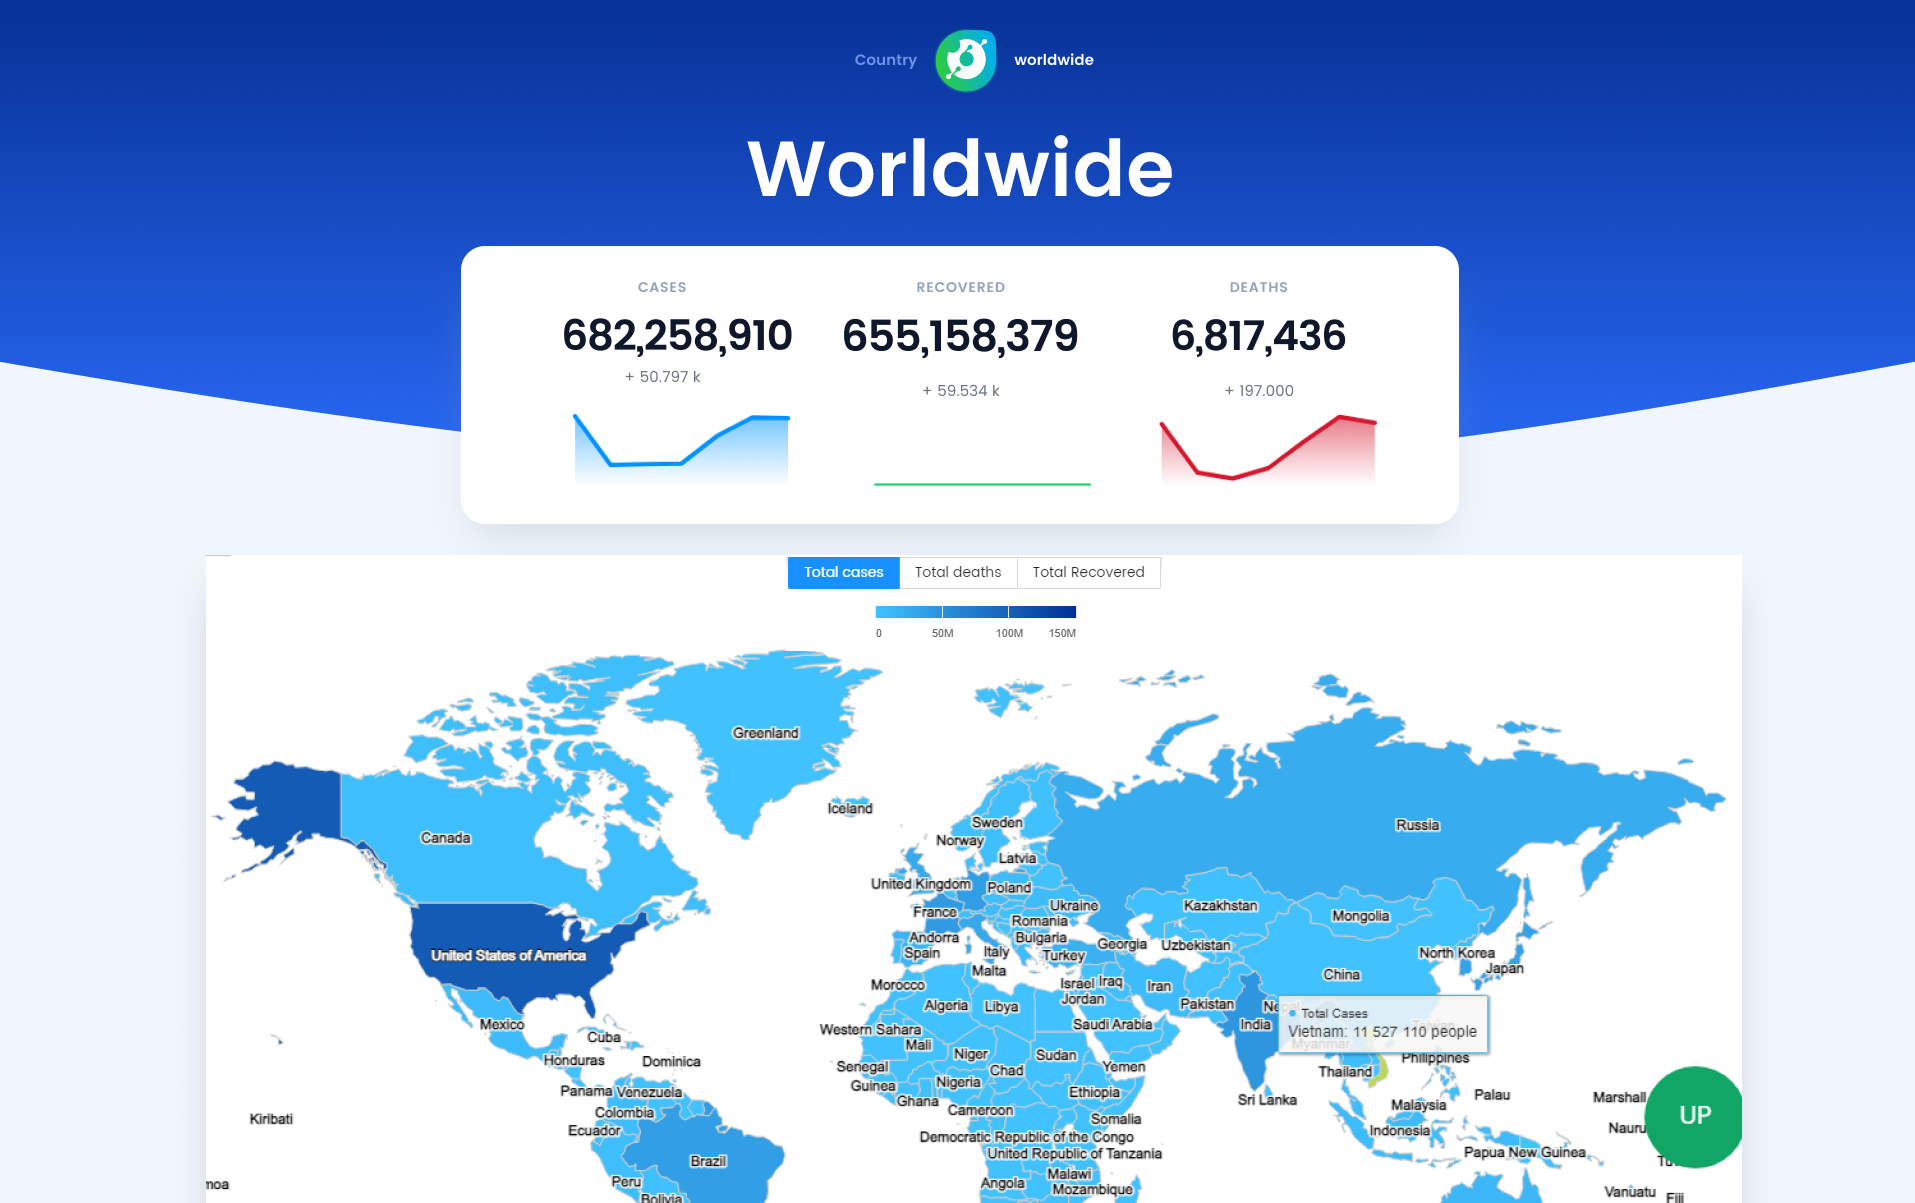 Country worldwide
Worldwide
CASES RECOVERED DEATHS
682,258,910 655,158,379 6,817,436
+ 50.797 k + 59.534 k + 197.000
Total cases Total deaths Total Recovered
0 50M 100M 150M
Greenland
Iceland
Sweden
Russia
Canada
Norway
Latvia
United Kingdom
Poland
France
Ukraine
Kazakhstan
Mongolia
Romania
Andorra
Bulgaria
Georgia
Uzbekistan
Spain
Italy
Turkey
North Korea
United States of America
Malta
China
Japan
Morocco
Israel
Iraq
Iran
Jordan
Algeria
Libya
Pakistan
Total Cases
Mexico
Western Sahara
Saudi Arabia
India
Vietnam: 11 527 110 people
Cuba
Mali
Myanmar
Honduras
Dominica
Niger
Sudan
Philippines
Senegal
Chad
Yemen
Thailand
Guinea
Nigeria
Panama
Venezuela
Ethiopia
Palau
Marshall
Ghana
Sri Lanka
Malaysia
Colombia
Cameroon
UP
Kiribati
Somalia
Ecuador
Indonesia
Nauru
Democratic Republic of the Congo
United Republic of Tanzania
Papua New Guinea
Brazil
Malawi
Peru
Angola
Mozambique
moa
Vanuatu
Fiji
Bolivia